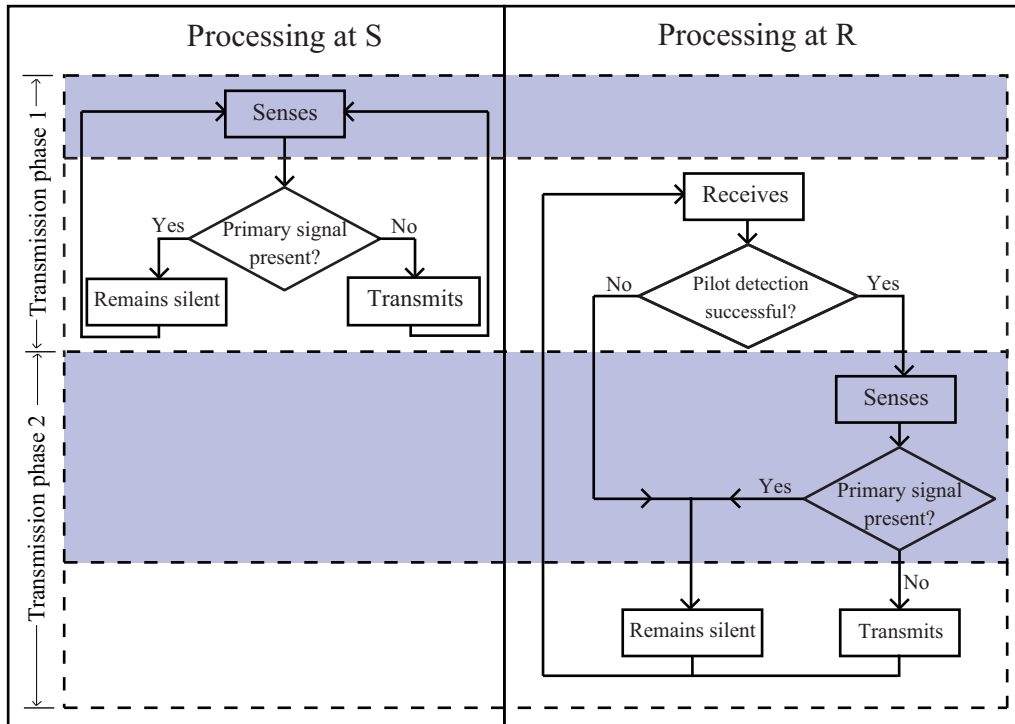 Processing at S
Processing at R
Transmission phase 1
Senses
Primary signal
present?
Yes
No
Remains silent
Transmits
Receives
Pilot detection
successful?
No
Yes
Transmission phase 2
Senses
Primary signal
present?
Yes
No
Remains silent
Transmits